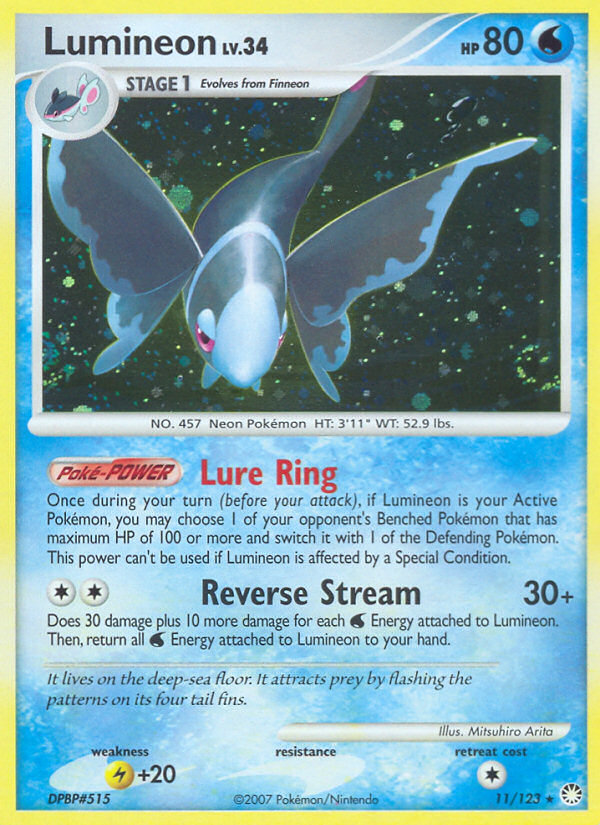 Lumineon LV.34 HP 80
STAGE 1 Evolves from Finneon
NO. 457 Neon Pokémon HT: 3'11" WT: 52.9 lbs.
Poké-POWER Lure Ring
Once during your turn (before your attack), if Lumineon is your Active
Pokémon, you may choose 1 of your opponent's Benched Pokémon that has
maximum HP of 100 or more and switch it with 1 of the Defending Pokémon.
This power can't be used if Lumineon is affected by a Special Condition.
Reverse Stream 30+
Does 30 damage plus 10 more damage for each Energy attached to Lumineon.
Then, return all Energy attached to Lumineon to your hand.
It lives on the deep-sea floor. It attracts prey by flashing the
patterns on its four tail fins.
Illus. Mitsuhiro Arita
weakness resistance retreat cost
+20
DPBP#515 ©2007 Pokémon/Nintendo 11/123 ★